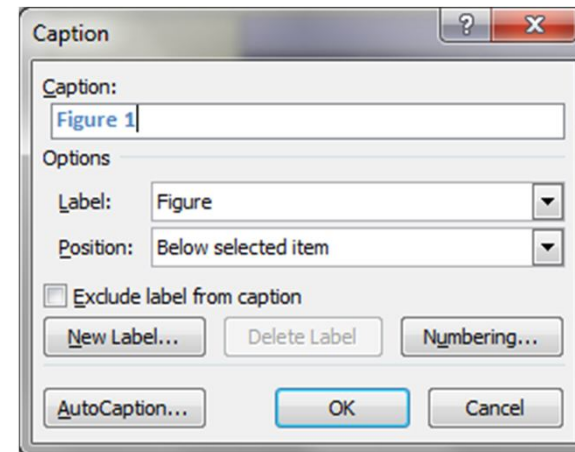 Caption
Caption:
Figure 1
Options
Label: Figure
Position: Below selected item
Exclude label from caption
New Label... Delete Label Numbering...
AutoCaption... OK Cancel